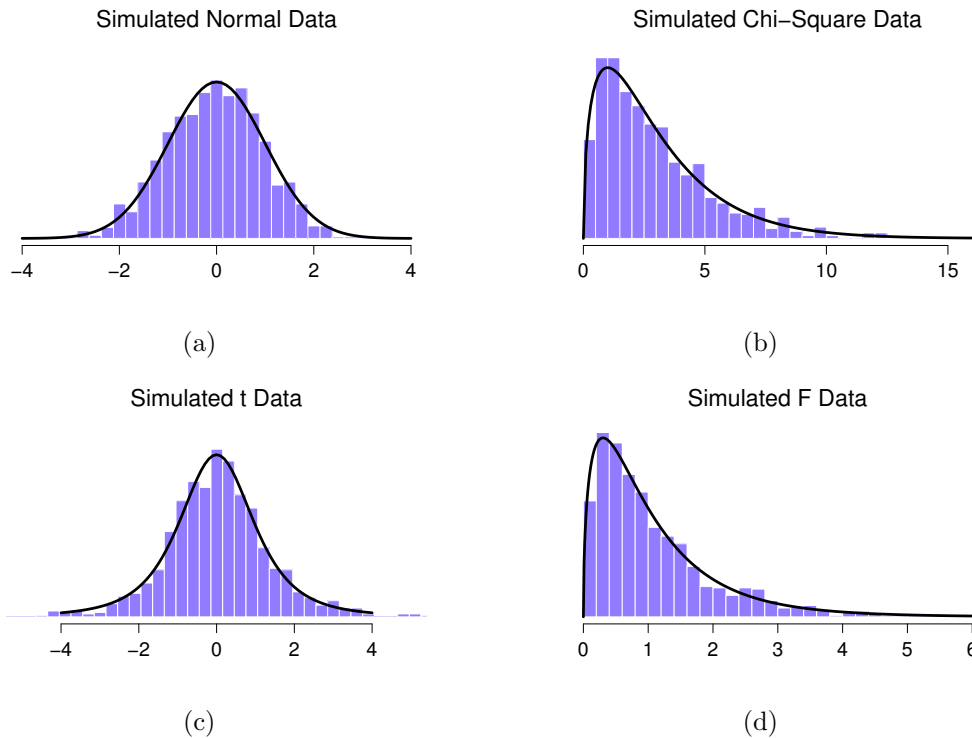 Simulated Normal Data
−4 −2 0 2 4
(a)
Simulated Chi−Square Data
0 5 10 15
(b)
Simulated t Data
−4 −2 0 2 4
(c)
Simulated F Data
0 1 2 3 4 5 6
(d)